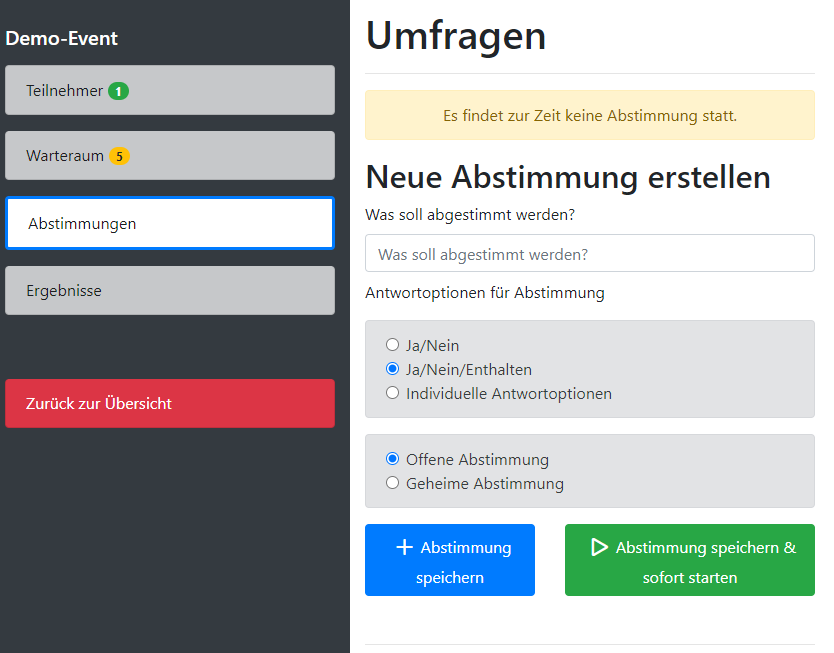 Demo-Event
Teilnehmer 1
Warteraum 5
Abstimmungen
Ergebnisse
Zurück zur Übersicht
Umfragen
Es findet zur Zeit keine Abstimmung statt.
Neue Abstimmung erstellen
Was soll abgestimmt werden?
Was soll abgestimmt werden?
Antwortoptionen für Abstimmung
Ja/Nein
Ja/Nein/Enthalten
Individuelle Antwortoptionen
Offene Abstimmung
Geheime Abstimmung
Abstimmung
speichern
Abstimmung speichern &
sofort starten